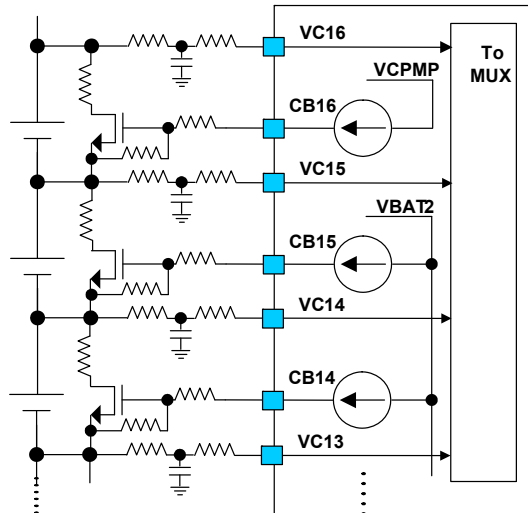 VC16
To
MUX
VCPMP
CB16
VC15
VBAT2
CB15
VC14
CB14
VC13